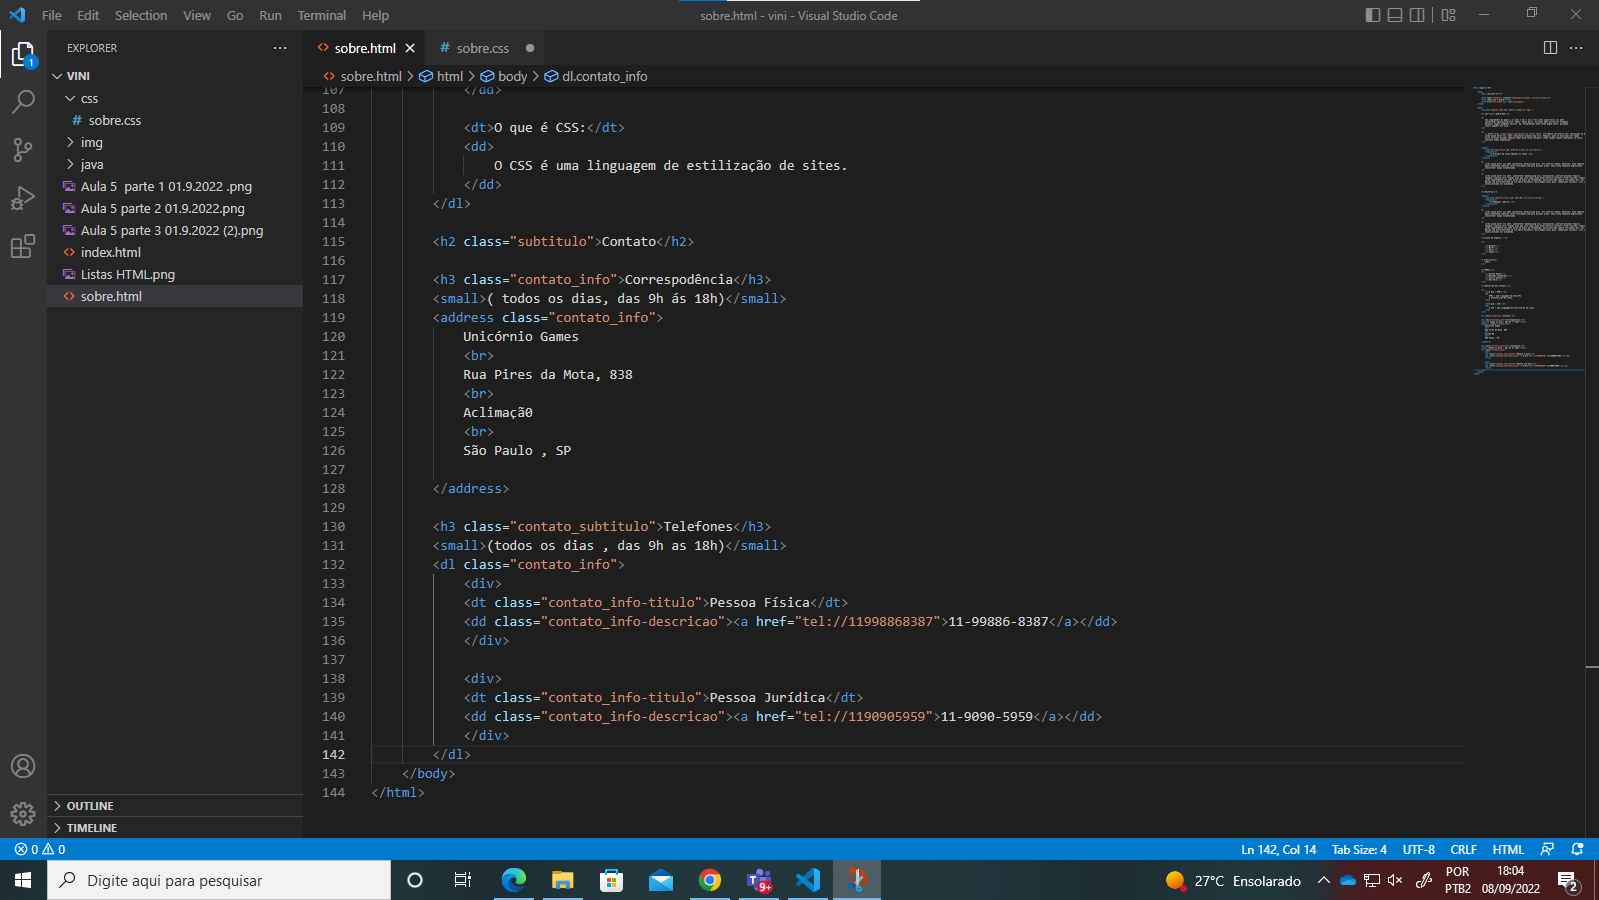 File Edit Selection View Go Run Terminal Help
sobre.html - vini - Visual Studio Code
EXPLORER
sobre.html
# sobre.css
1
VINI
sobre.html > html > body > dl.contato_info
css
# sobre.css
img
java
Aula 5  parte 1 01.9.2022 .png
Aula 5 parte 2 01.9.2022.png
Aula 5 parte 3 01.9.2022 (2).png
index.html
Listas HTML.png
sobre.html
OUTLINE
TIMELINE
107 </dd>
108
109 <dt>O que é CSS:</dt>
110 <dd>
111 O CSS é uma linguagem de estilização de sites.
112 </dd>
113 </dl>
114
115 <h2 class="subtitulo">Contato</h2>
116
117 <h3 class="contato_info">Correspodência</h3>
118 <small>( todos os dias, das 9h ás 18h)</small>
119 <address class="contato_info">
120 Unicórnio Games
121 <br>
122 Rua Pires da Mota, 838
123 <br>
124 Aclimaçã0
125 <br>
126 São Paulo , SP
127
128 </address>
129
130 <h3 class="contato_subtitulo">Telefones</h3>
131 <small>(todos os dias , das 9h as 18h)</small>
132 <dl class="contato_info">
133 <div>
134 <dt class="contato_info-titulo">Pessoa Física</dt>
135 <dd class="contato_info-descricao"><a href="tel://11998868387">11-99886-8387</a></dd>
136 </div>
137
138 <div>
139 <dt class="contato_info-titulo">Pessoa Jurídica</dt>
140 <dd class="contato_info-descricao"><a href="tel://1190905959">11-9090-5959</a></dd>
141 </div>
142 </dl>
143 </body>
144 </html>
0 0
Ln 142, Col 14 Tab Size: 4 UTF-8 CRLF HTML
Digite aqui para pesquisar
9+
27°C Ensolarado
POR
PTB2
18:04
08/09/2022
2